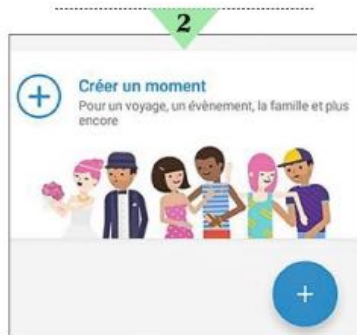 2
Créer un moment
Pour un voyage, un évènement, la famille et plus
encore